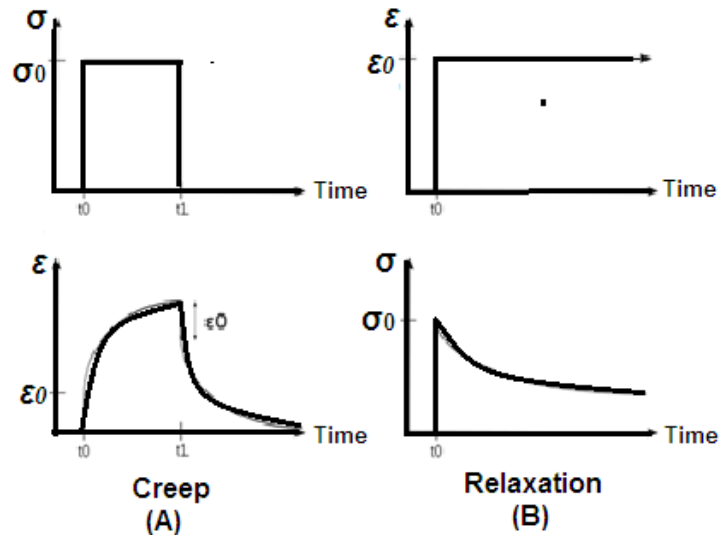 σ
σ0
t0
t1
Time
ε
ε0
t0
Time
ε
ε0
ε0
t0
t1
Time
σ
σ0
t0
Time
Creep
(A)
Relaxation
(B)